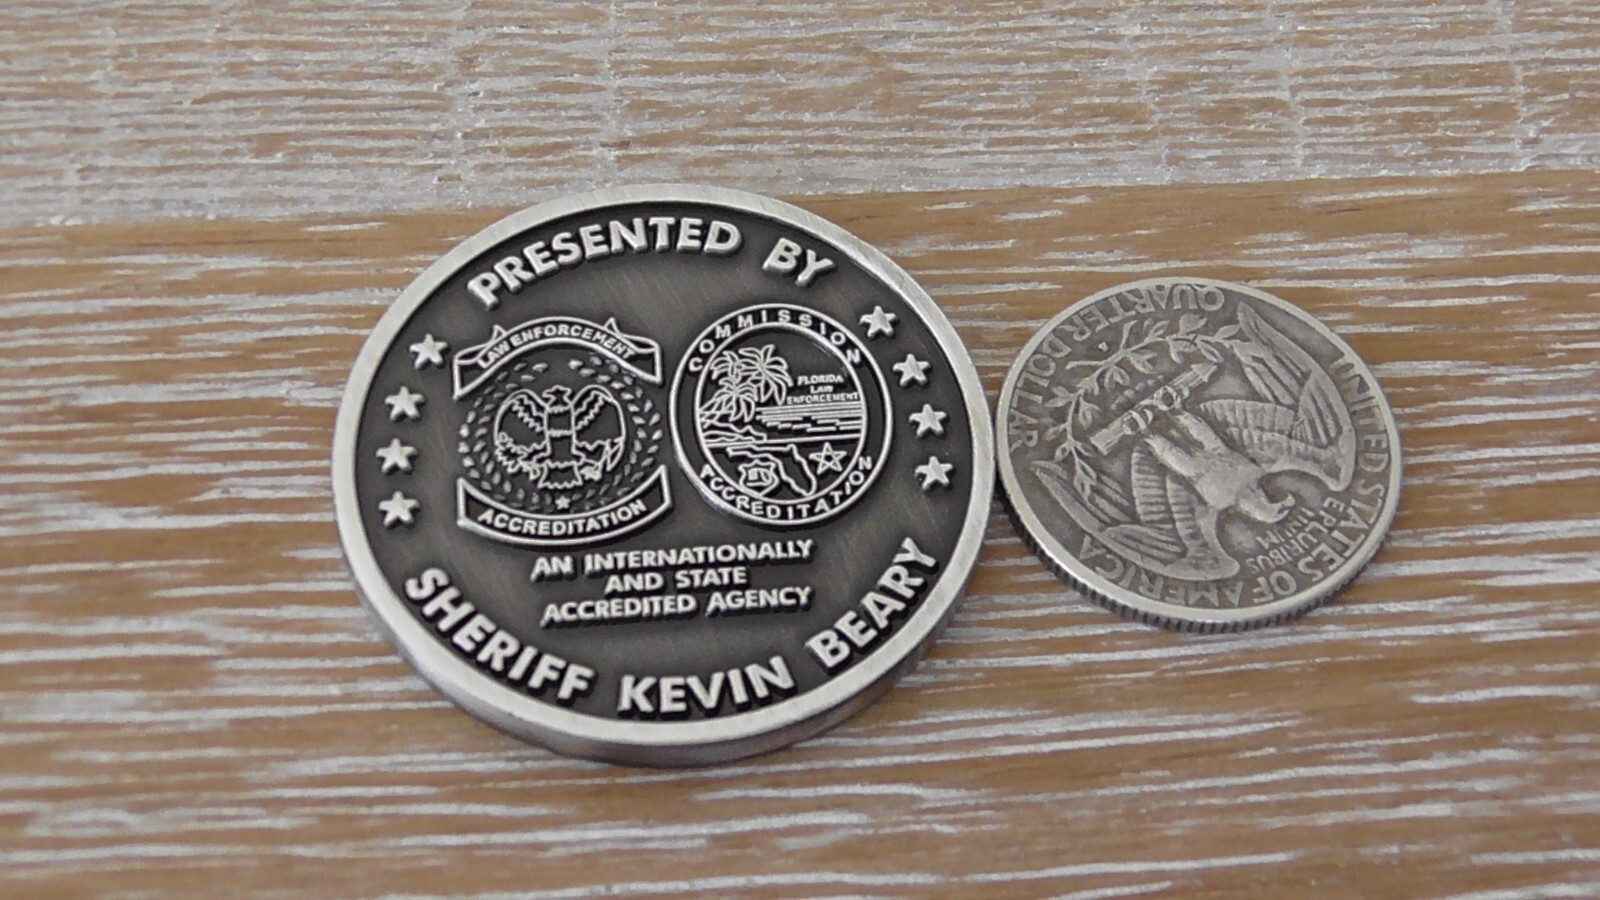 PRESENTED BY
LAW ENFORCEMENT
ACCREDITATION
COMMISSION
FLORIDA
LAW
ENFORCEMENT
ACCREDITATION
AN INTERNATIONALLY
AND STATE
ACCREDITED AGENCY
SHERIFF KEVIN BEARY
UNITED STATES OF AMERICA
E PLURIBUS
UNUM
QUARTER DOLLAR